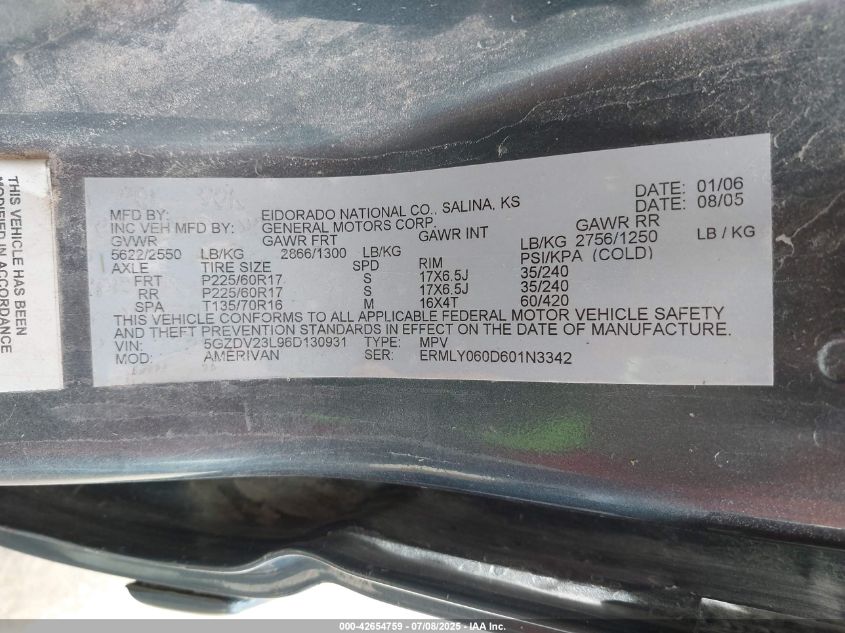 THIS VEHICLE HAS BEEN
MODIFIED IN ACCORDANCE
MFD BY: EIDORADO NATIONAL CO., SALINA, KS DATE: 01/06
INC VEH MFD BY: GENERAL MOTORS CORP. DATE: 08/05
GVWR GAWR FRT GAWR INT GAWR RR
5622/2550 LB/KG 2866/1300 LB/KG LB/KG 2756/1250 LB / KG
AXLE TIRE SIZE SPD RIM PSI/KPA (COLD)
FRT P225/60R17 S 17X6.5J 35/240
RR P225/60R17 S 17X6.5J 35/240
SPA T135/70R16 M 16X4T 60/420
THIS VEHICLE CONFORMS TO ALL APPLICABLE FEDERAL MOTOR VEHICLE SAFETY
AND THEFT PREVENTION STANDARDS IN EFFECT ON THE DATE OF MANUFACTURE.
VIN: 5GZDV23L96D130931 TYPE: MPV
MOD: AMERIVAN SER: ERMLY060D601N3342
000-42654759 - 07/08/2025 - IAA Inc.